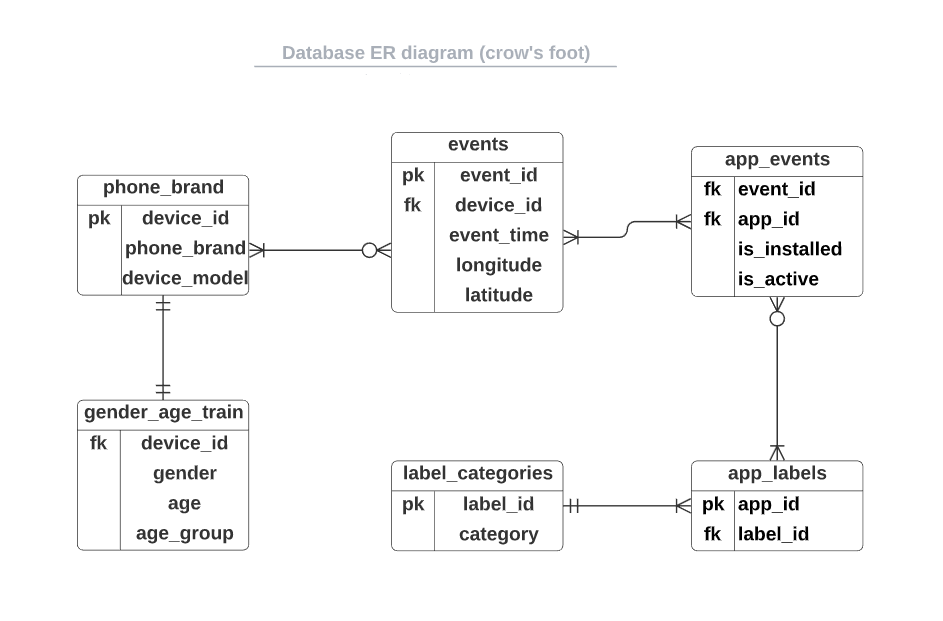 Database ER diagram (crow's foot)
phone_brand
pk device_id
phone_brand
device_model
events
pk event_id
fk device_id
event_time
longitude
latitude
app_events
fk event_id
fk app_id
is_installed
is_active
gender_age_train
fk device_id
gender
age
age_group
label_categories
pk label_id
category
app_labels
pk app_id
fk label_id